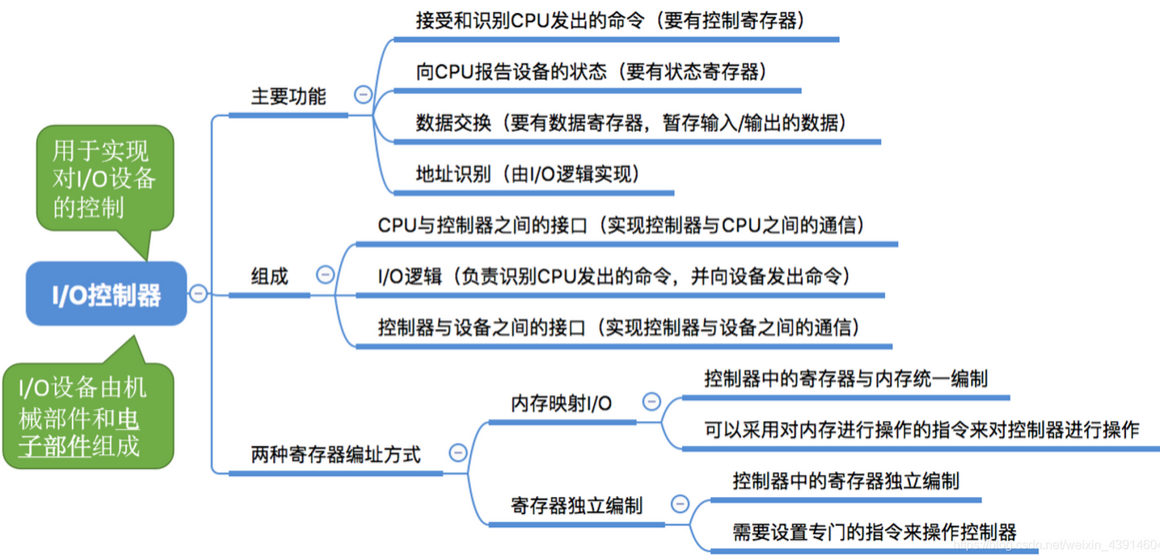 接受和识别CPU发出的命令（要有控制寄存器）
向CPU报告设备的状态（要有状态寄存器）
主要功能
数据交换（要有数据寄存器，暂存输入/输出的数据）
地址识别（由I/O逻辑实现）
用于实现
对I/O设备
的控制
CPU与控制器之间的接口（实现控制器与CPU之间的通信）
组成
I/O逻辑（负责识别CPU发出的命令，并向设备发出命令）
I/O控制器
控制器与设备之间的接口（实现控制器与设备之间的通信）
I/O设备由机
械部件和电
子部件组成
控制器中的寄存器与内存统一编制
内存映射I/O
可以采用对内存进行操作的指令来对控制器进行操作
两种寄存器编址方式
控制器中的寄存器独立编制
寄存器独立编制
需要设置专门的指令来操作控制器